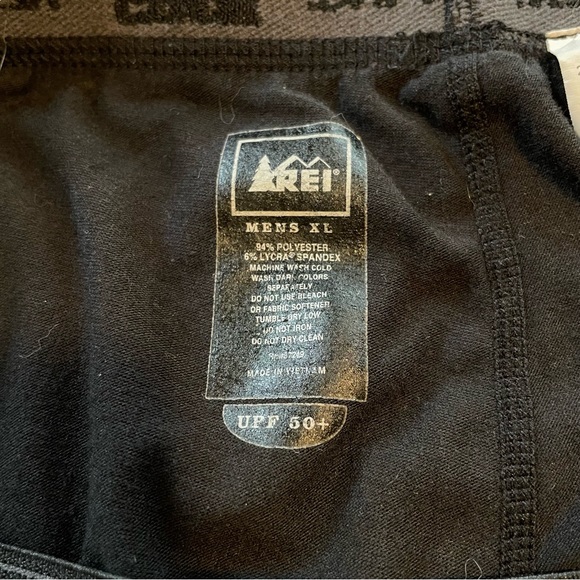 REI®
MENS XL
94% POLYESTER
6% LYCRA® SPANDEX
MACHINE WASH COLD
WASH DARK COLORS
SEPARATELY
DO NOT USE BLEACH
OR FABRIC SOFTENER
TUMBLE DRY LOW
DO NOT IRON
DO NOT DRY CLEAN
MADE IN VIETNAM
UPF 50+